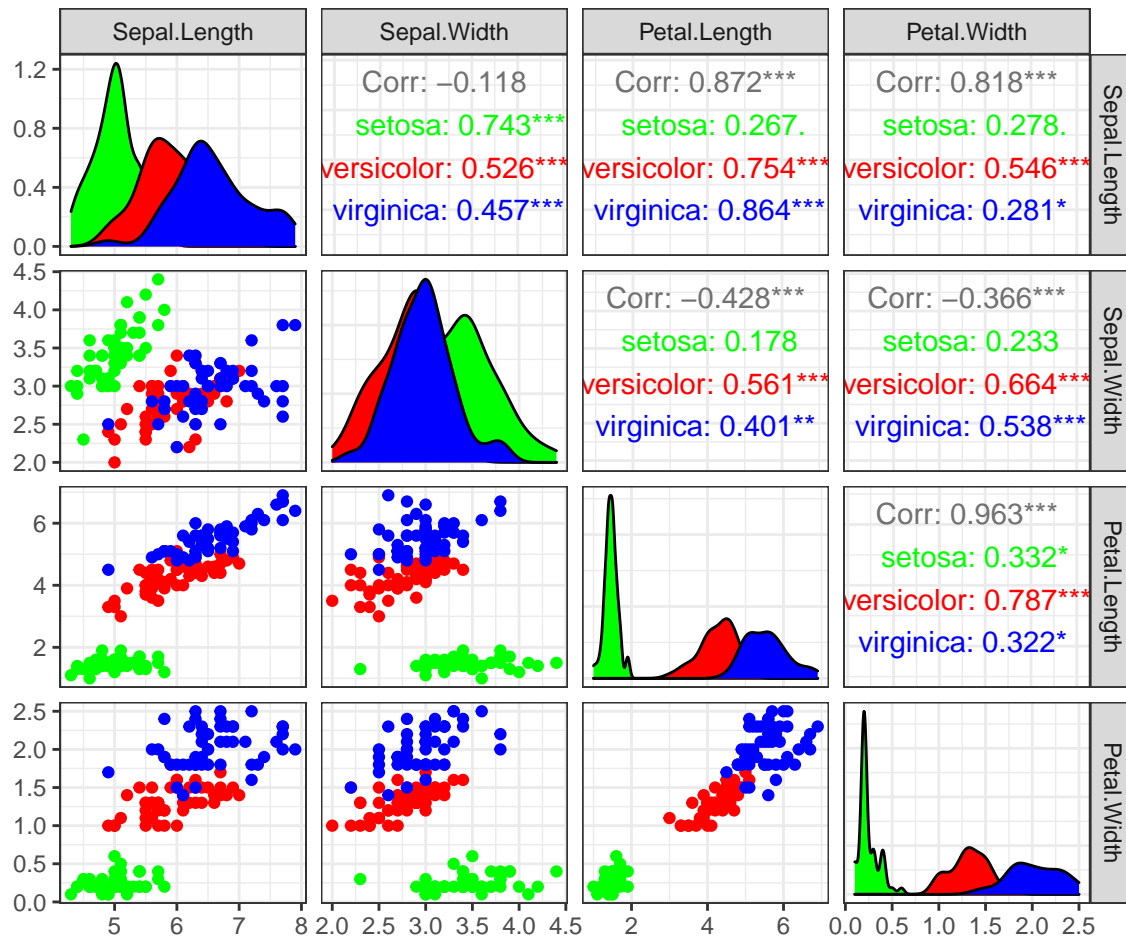 Sepal.Length Sepal.Width Petal.Length Petal.Width
1.2
0.8
0.4
0.0
Corr: −0.118
setosa: 0.743***
versicolor: 0.526***
virginica: 0.457***
Corr: 0.872***
setosa: 0.267.
versicolor: 0.754***
virginica: 0.864***
Corr: 0.818***
setosa: 0.278.
versicolor: 0.546***
virginica: 0.281*
Sepal.Length
4.5
4.0
3.5
3.0
2.5
2.0
Corr: −0.428***
setosa: 0.178
versicolor: 0.561***
virginica: 0.401**
Corr: −0.366***
setosa: 0.233
versicolor: 0.664***
virginica: 0.538***
Sepal.Width
6
4
2
Corr: 0.963***
setosa: 0.332*
versicolor: 0.787***
virginica: 0.322*
Petal.Length
2.5
2.0
1.5
1.0
0.5
0.0
Petal.Width
5 6 7 8 2.0 2.5 3.0 3.5 4.0 4.5 2 4 6 0.0 0.5 1.0 1.5 2.0 2.5